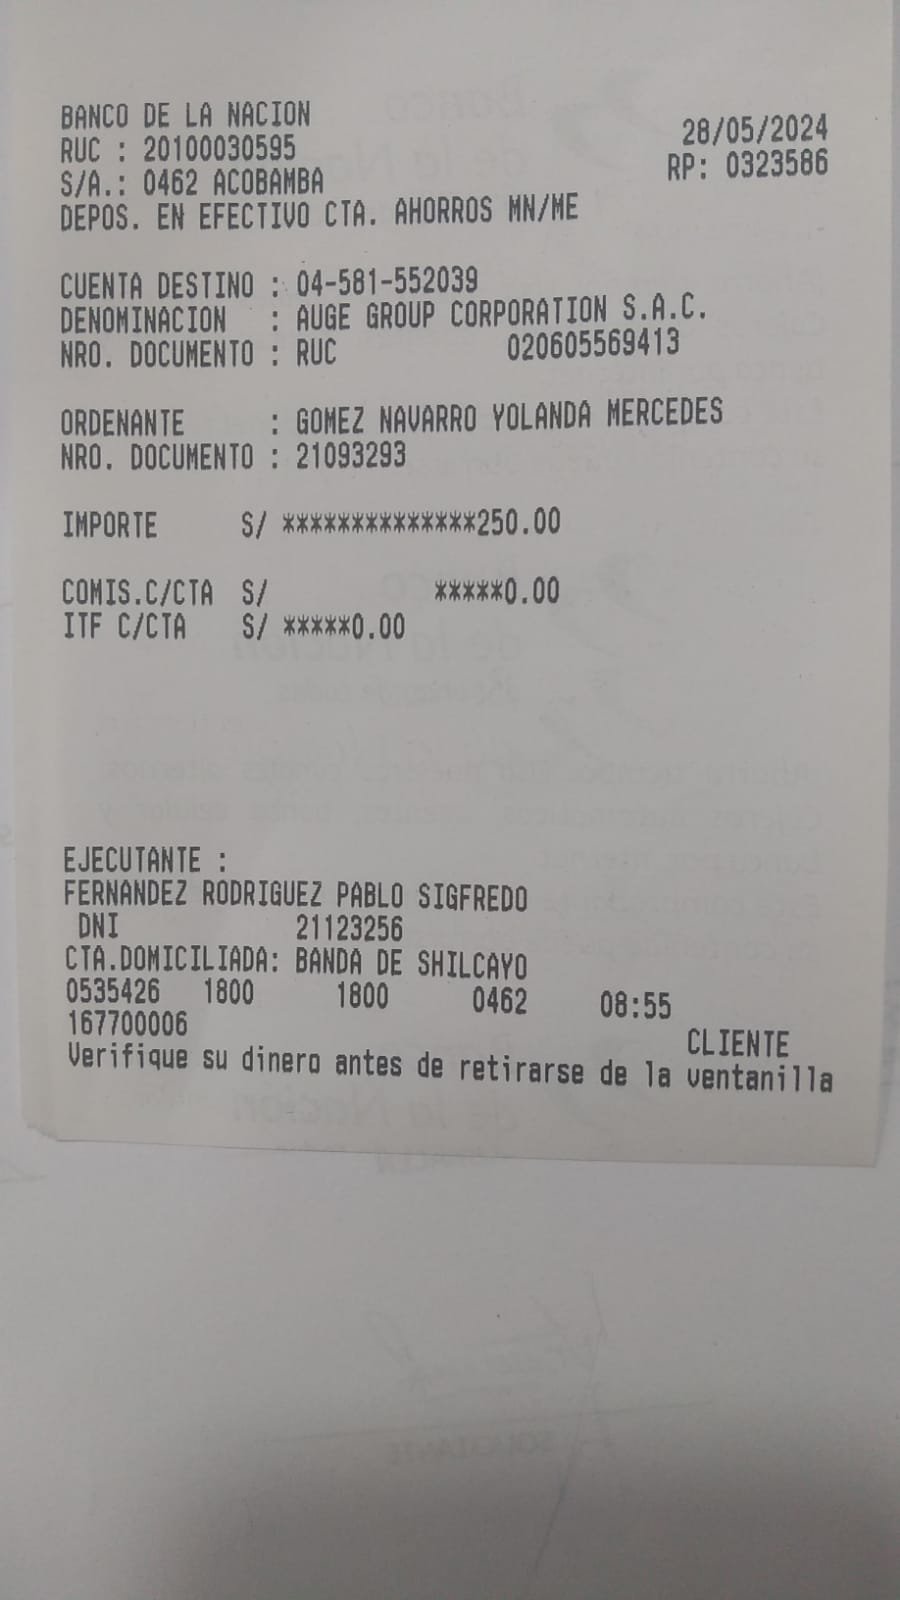 BANCO DE LA NACION
28/05/2024
RUC : 20100030595
RP: 0323586
S/A.: 0462 ACOBAMBA
DEPOS. EN EFECTIVO CTA. AHORROS MN/ME
CUENTA DESTINO : 04-581-552039
DENOMINACION : AUGE GROUP CORPORATION S.A.C.
NRO. DOCUMENTO : RUC 020605569413
ORDENANTE : GOMEZ NAVARRO YOLANDA MERCEDES
NRO. DOCUMENTO : 21093293
IMPORTE S/ **************250.00
COMIS.C/CTA S/ *****0.00
ITF C/CTA S/ *****0.00
EJECUTANTE :
FERNANDEZ RODRIGUEZ PABLO SIGFREDO
DNI 21123256
CTA.DOMICILIADA: BANDA DE SHILCAYO
0535426 1800 1800 0462 08:55
167700006
CLIENTE
Verifique su dinero antes de retirarse de la ventanilla